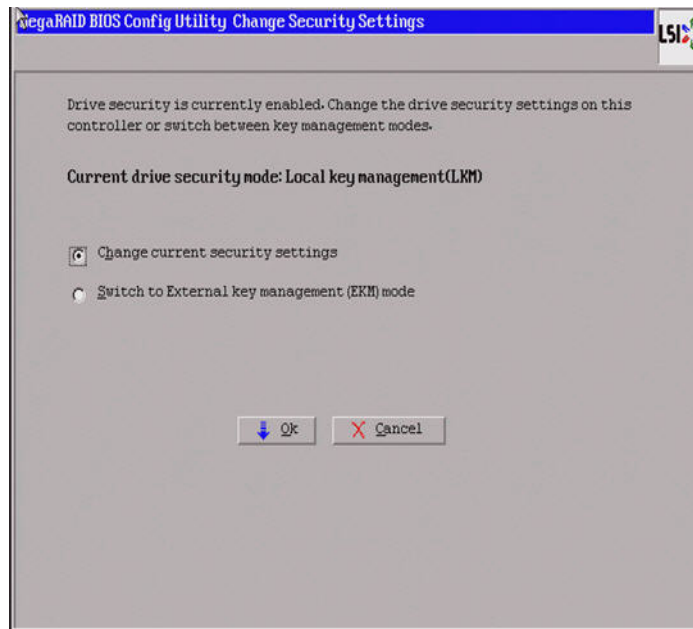 MegaRAID BIOS Config Utility Change Security Settings
LSI
Drive security is currently enabled. Change the drive security settings on this
controller or switch between key management modes.
Current drive security mode: Local key management(LKM)
Change current security settings
Switch to External key management (EKM) mode
Ok
Cancel